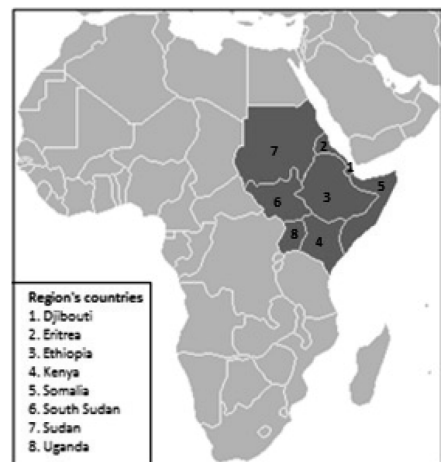 7
2
1
5
3
6
8
4
Region's countries
1. Djibouti
2. Eritrea
3. Ethiopia
4. Kenya
5. Somalia
6. South Sudan
7. Sudan
8. Uganda